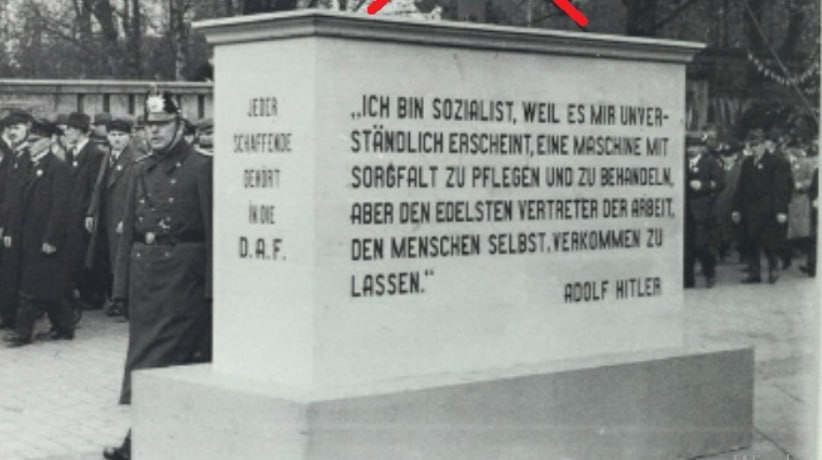 JEDER
SCHAFFENDE
GEHÖRT
IN DIE
D.A.F.
„ICH BIN SOZIALIST, WEIL ES MIR UNVER-
STÄNDLICH ERSCHEINT, EINE MASCHINE MIT
SORGFALT ZU PFLEGEN UND ZU BEHANDELN,
ABER DEN EDELSTEN VERTRETER DER ARBEIT,
DEN MENSCHEN SELBST, VERKOMMEN ZU
LASSEN.“
ADOLF HITLER